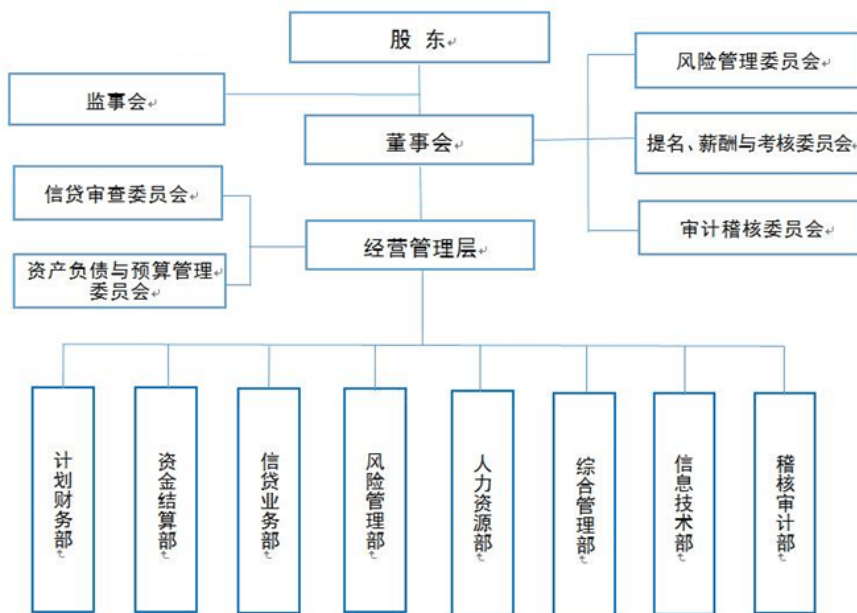 股 东
风险管理委员会
监事会
董事会
提名、薪酬与考核委员会
信贷审查委员会
经营管理层
审计稽核委员会
资产负债与预算管理
委员会
计划财务部
资金结算部
信贷业务部
风险管理部
人力资源部
综合管理部
信息技术部
稽核审计部